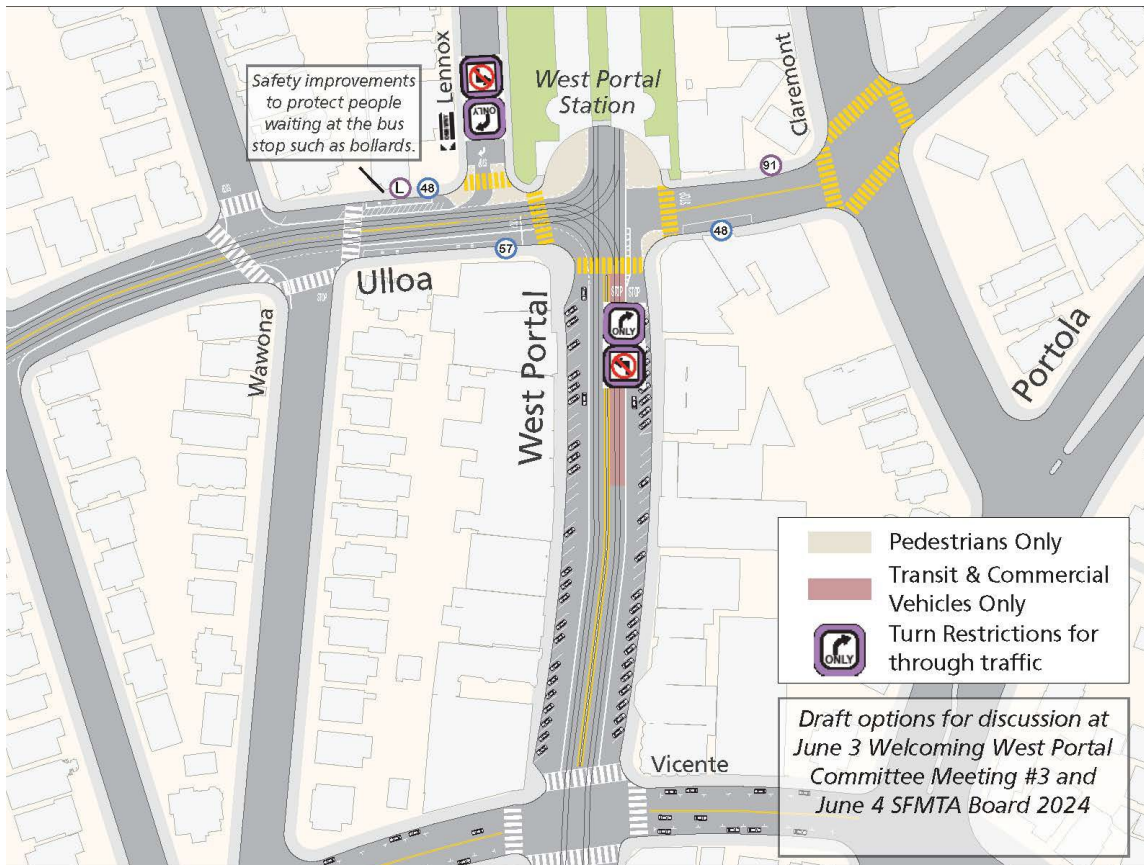 Safety improvements
to protect people
waiting at the bus
stop such as bollards.
Lennox
ONLY
West Portal
Station
Claremont
91
L
48
48
57
STOP
Ulloa
Wawona
West Portal
STOP
STOP
ONLY
Portola
Pedestrians Only
Transit & Commercial
Vehicles Only
ONLY
Turn Restrictions for
through traffic
Vicente
Draft options for discussion at
June 3 Welcoming West Portal
Committee Meeting #3 and
June 4 SFMTA Board 2024